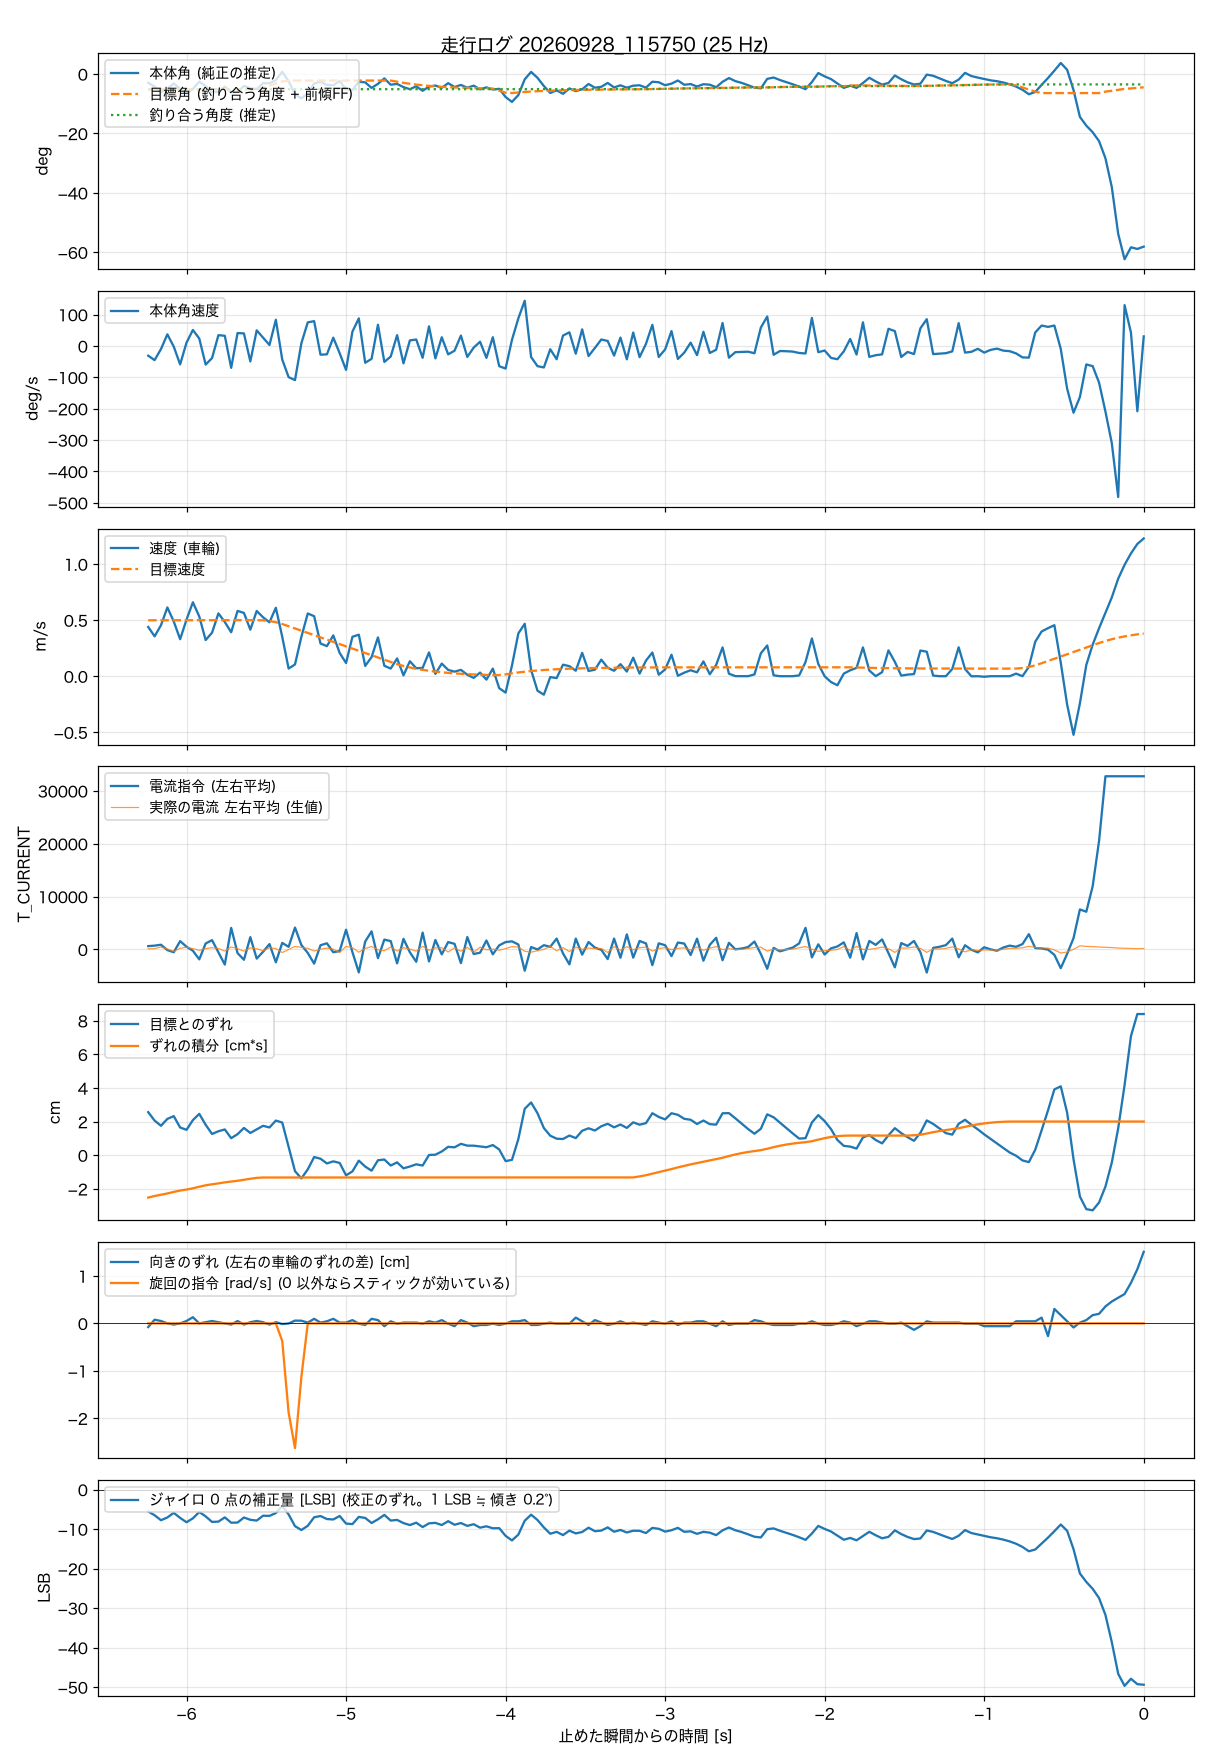 走行ログ 20260928_115750 (25 Hz)
本体角 (純正の推定)
目標角 (釣り合う角度 + 前傾FF)
釣り合う角度 (推定)
deg
0
−20
−40
−60
本体角速度
deg/s
100
0
−100
−200
−300
−400
−500
速度 (車輪)
目標速度
m/s
1.0
0.5
0.0
−0.5
電流指令 (左右平均)
実際の電流 左右平均 (生値)
T_CURRENT
30000
20000
10000
0
目標とのずれ
ずれの積分 [cm*s]
cm
8
6
4
2
0
−2
向きのずれ (左右の車輪のずれの差) [cm]
旋回の指令 [rad/s] (0 以外ならスティックが効いている)
1
0
−1
−2
ジャイロ 0 点の補正量 [LSB] (校正のずれ。1 LSB ≒ 傾き 0.2°)
LSB
0
−10
−20
−30
−40
−50
−6 −5 −4 −3 −2 −1 0
止めた瞬間からの時間 [s]